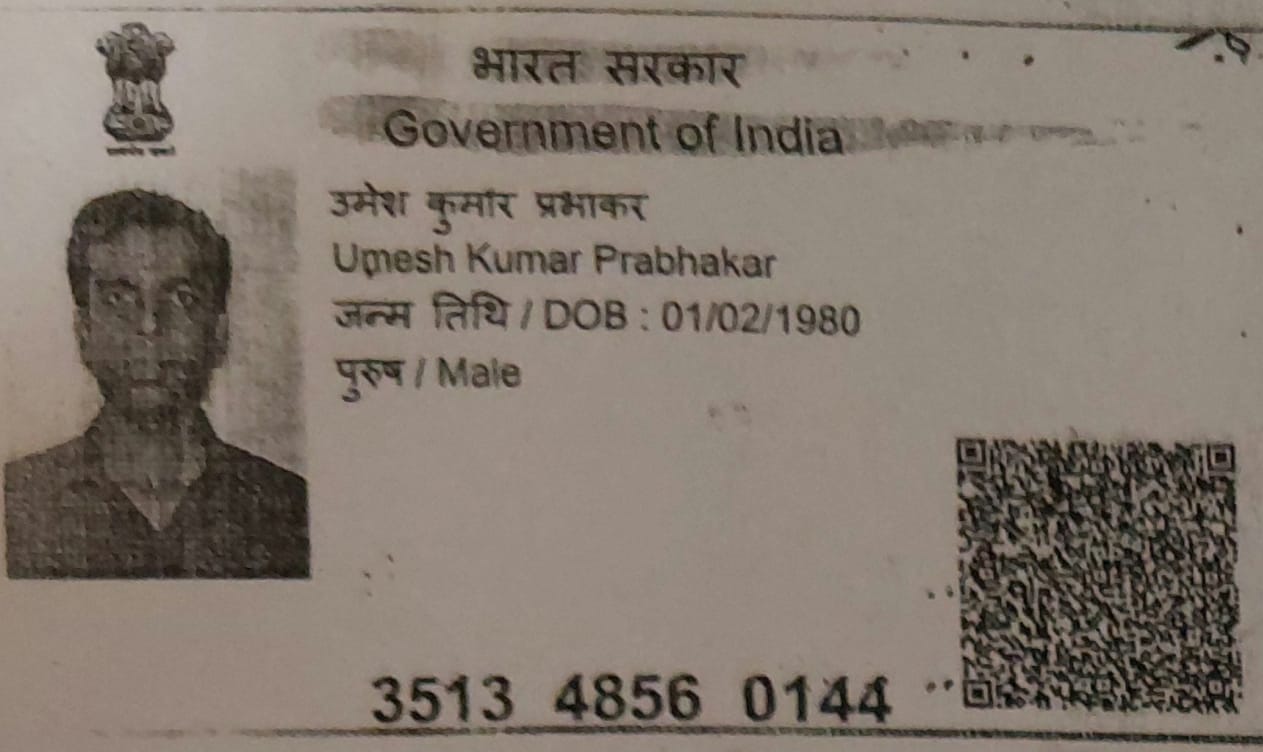 भारत सरकार
Government of India
उमेश कुमार प्रभाकर
Umesh Kumar Prabhakar
जन्म तिथि / DOB : 01/02/1980
पुरुष / Male
3513 4856 0144